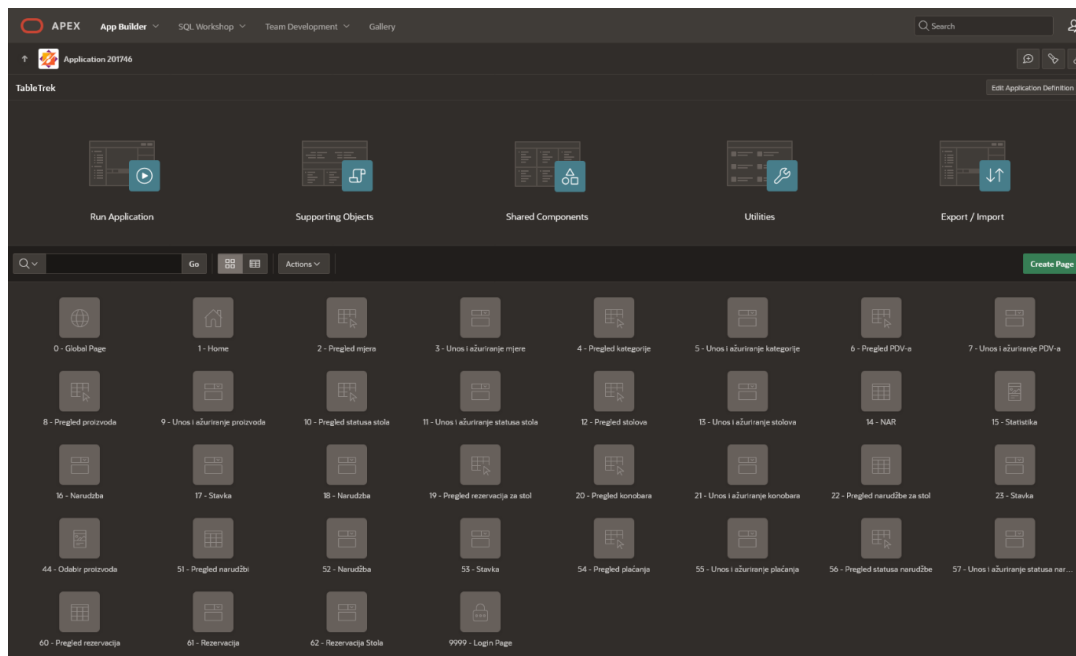 APEX App Builder SQL Workshop Team Development Gallery Search
Application 201746
TableTrek Edit Application Definition
Run Application Supporting Objects Shared Components Utilities Export / Import
Go Actions Create Page
0 - Global Page 1 - Home 2 - Pregled mjera 3 - Unos i ažuriranje mjere 4 - Pregled kategorije 5 - Unos i ažuriranje kategorije 6 - Pregled PDV-a 7 - Unos i ažuriranje PDV-a
8 - Pregled proizvoda 9 - Unos i ažuriranje proizvoda 10 - Pregled statusa stola 11 - Unos i ažuriranje statusa stola 12 - Pregled stolova 13 - Unos i ažuriranje stolova 14 - NAR 15 - Statistika
16 - Narudzba 17 - Stavka 18 - Narudzba 19 - Pregled rezervacija za stol 20 - Pregled konobara 21 - Unos i ažuriranje konobara 22 - Pregled narudžbe za stol 23 - Stavka
44 - Odabir proizvoda 51 - Pregled narudžbi 52 - Narudžba 53 - Stavka 54 - Pregled plaćanja 55 - Unos i ažuriranje plaćanja 56 - Pregled statusa narudžbe 57 - Unos i ažuriranje statusa nar...
60 - Pregled rezervacija 61 - Rezervacija 62 - Rezervacija Stola 9999 - Login Page